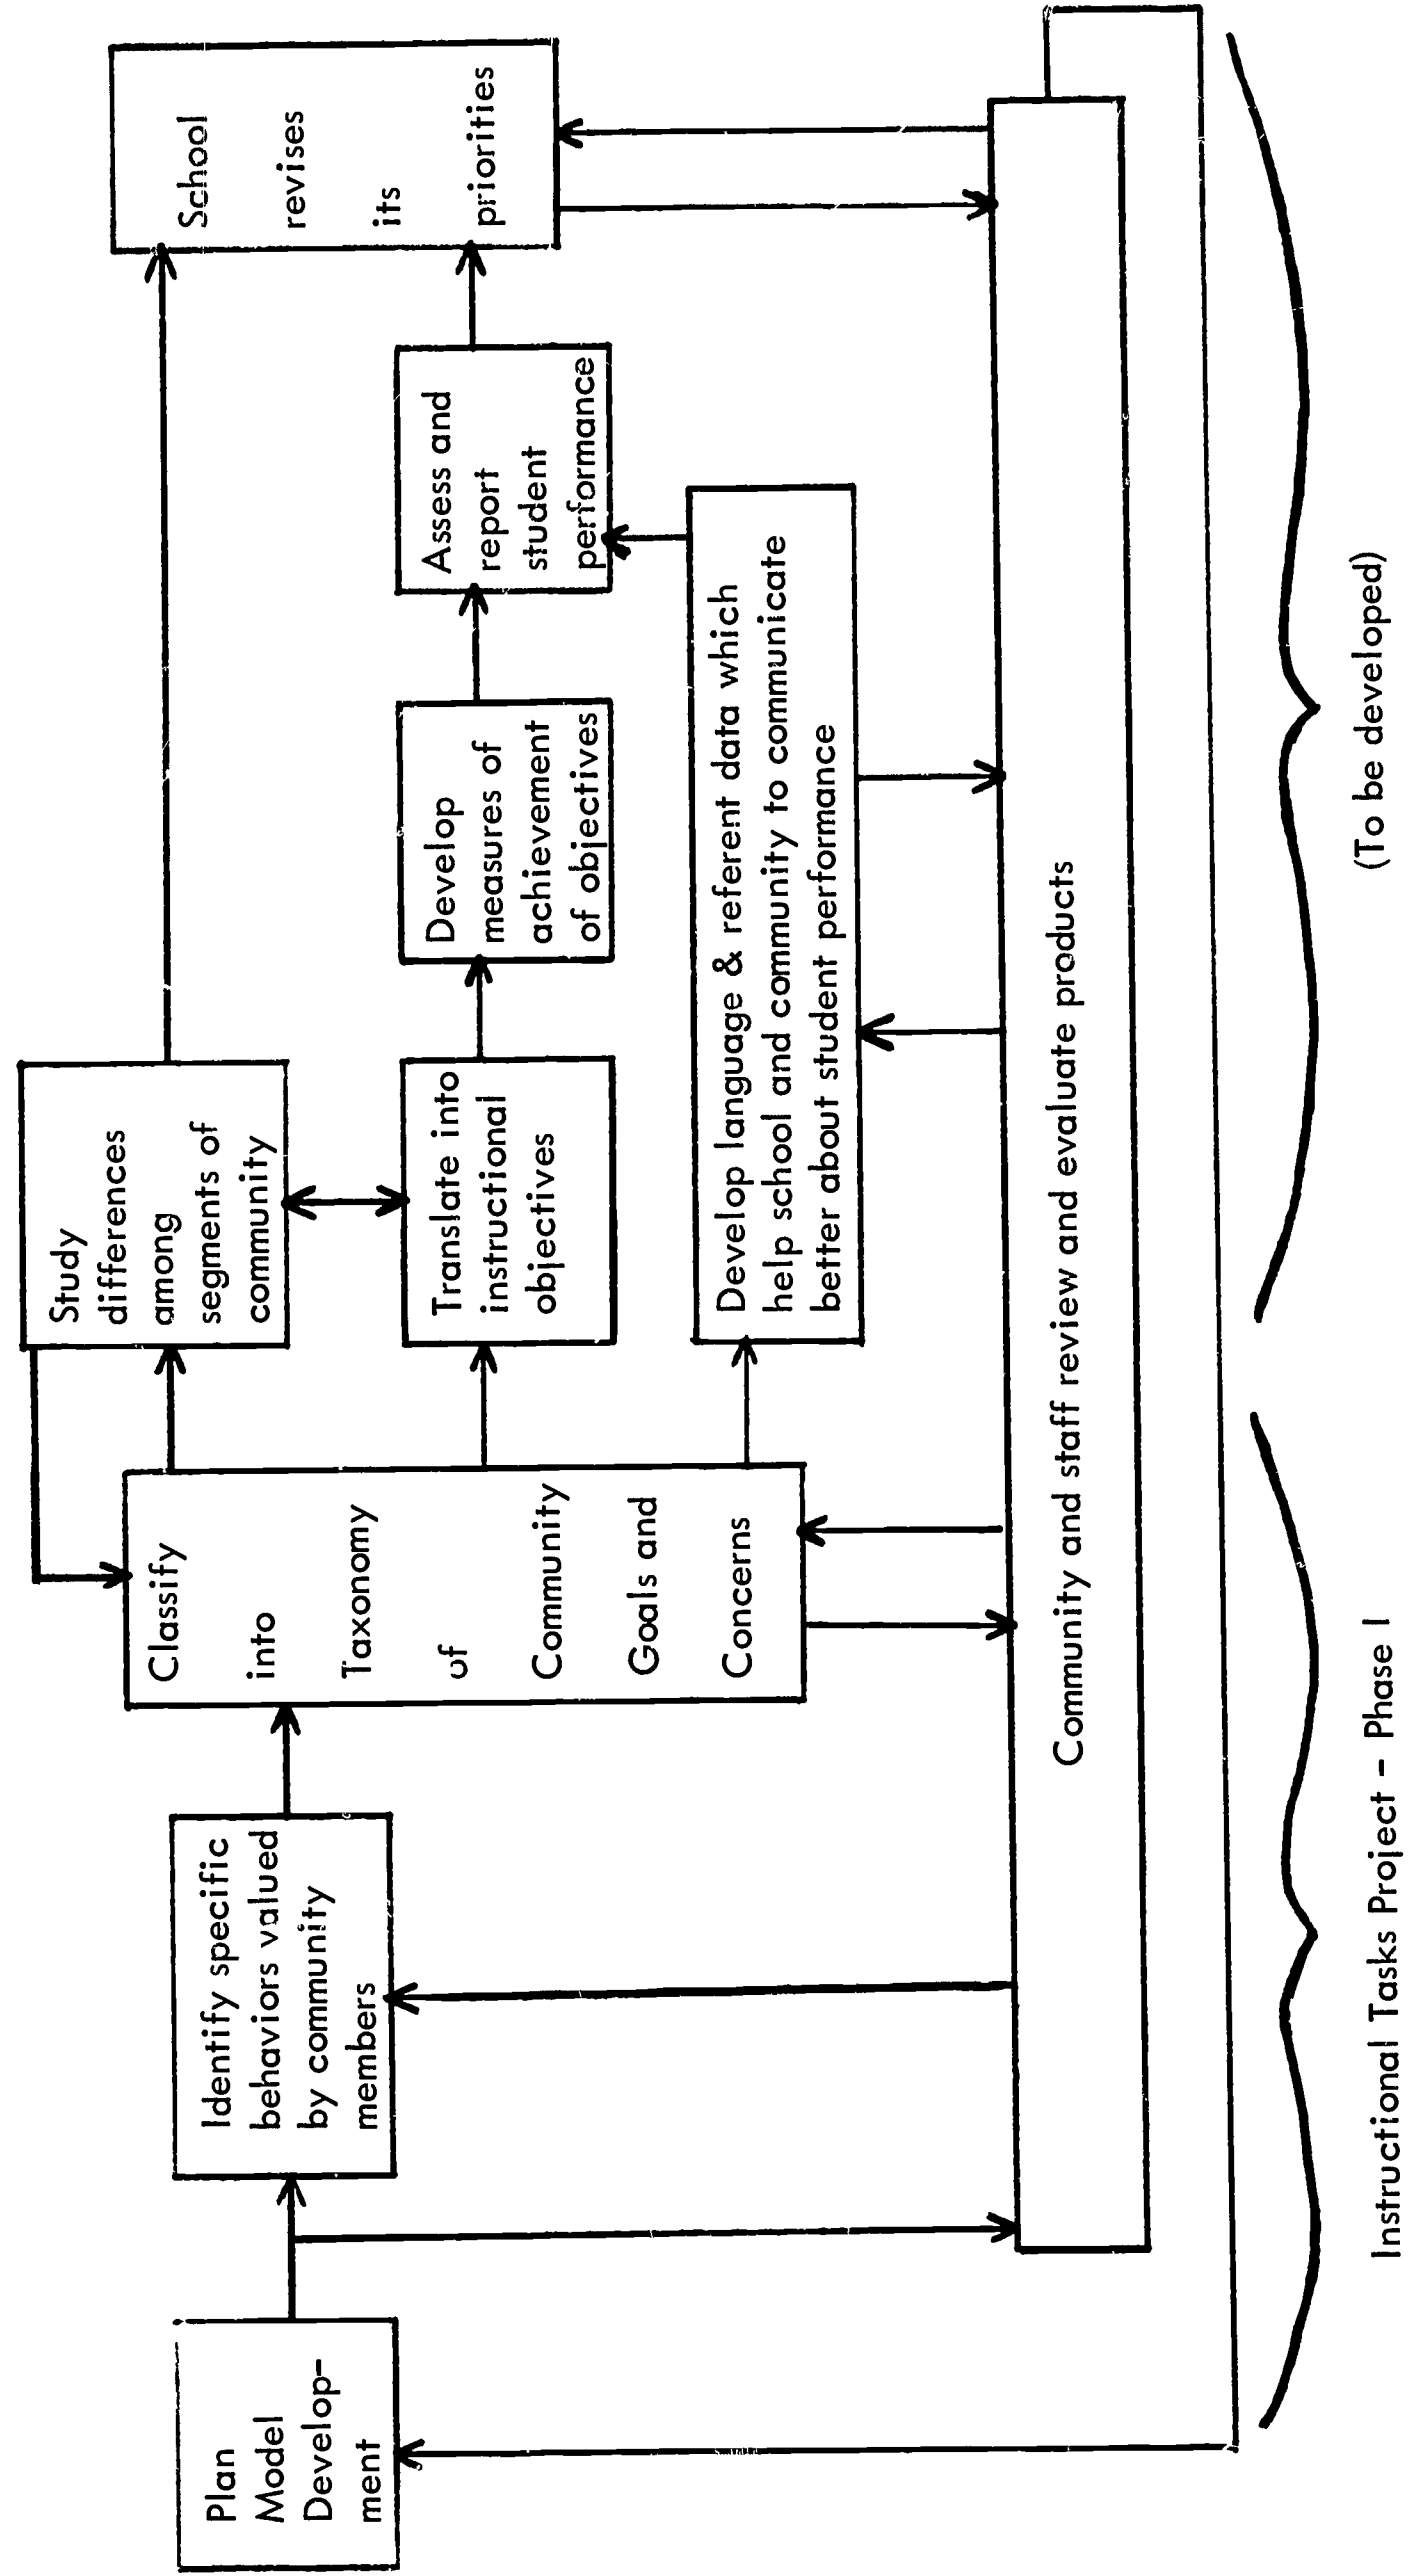 Plan
Model
Develop-
ment
Identify specific
behaviors valued
by community
members
Classify
into
Taxonomy
of
Community
Goals and
Concerns
Study
differences
among
segments of
community
Translate into
instructional
objectives
Develop
measures of
achievement
of objectives
Assess and
report
student
performance
School
revises
its
priorities
Develop language & referent data which
help school and community to communicate
better about student performance
Community and staff review and evaluate products
Instructional Tasks Project - Phase I
(To be developed)